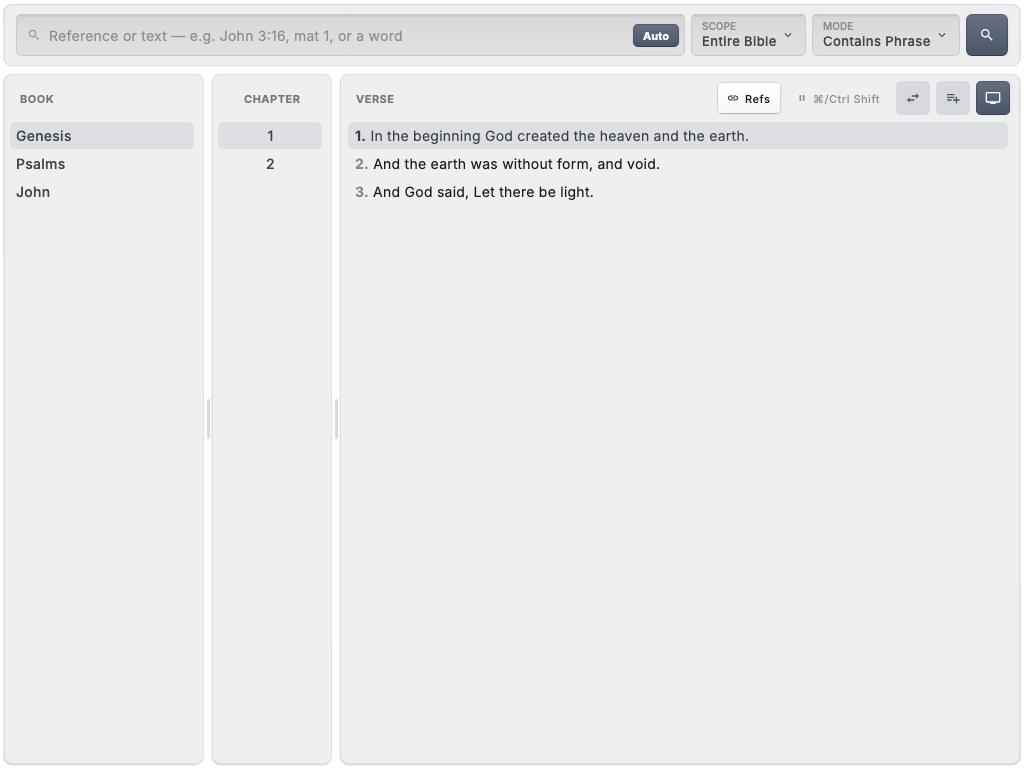 Reference or text — e.g. John 3:16, mat 1, or a word
Auto
SCOPE
Entire Bible
MODE
Contains Phrase
BOOK
Genesis
Psalms
John
CHAPTER
1
2
VERSE
Refs
⌘/Ctrl Shift
1. In the beginning God created the heaven and the earth.
2. And the earth was without form, and void.
3. And God said, Let there be light.